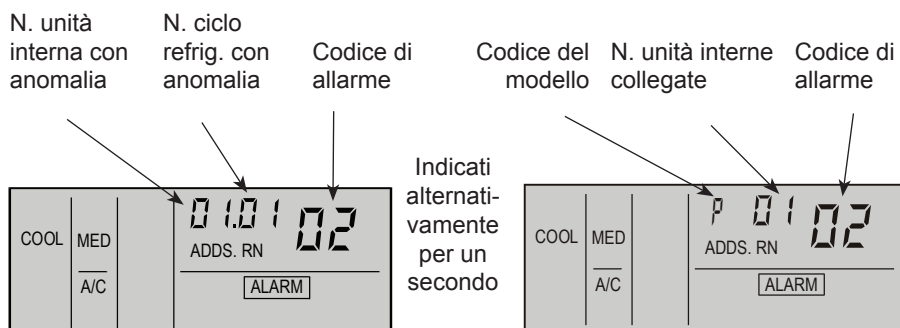 N. unità
interna con
anomalia
N. ciclo
refrig. con
anomalia
Codice di
allarme
Codice del
modello
N. unità interne
collegate
Codice di
allarme
COOL
MED
A/C
01.01
02
ADDS. RN
ALARM
Indicati
alternati-
vamente
per un
secondo
COOL
MED
A/C
P 01
02
ADDS. RN
ALARM